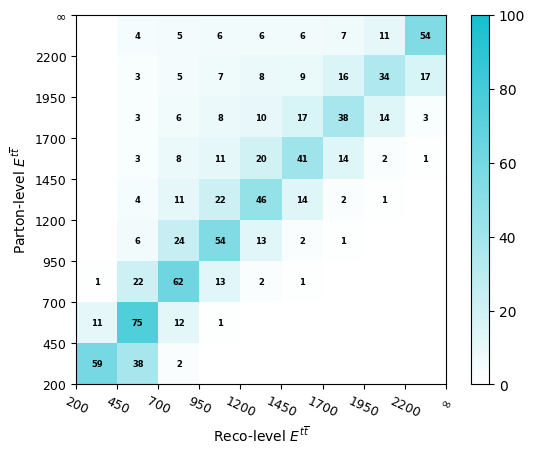 ∞
2200
1950
1700
1450
1200
950
700
450
200
Parton-level E^{tt̅}
4 5 6 6 6 7 11 54
3 5 7 8 9 16 34 17
3 6 8 10 17 38 14 3
3 8 11 20 41 14 2 1
4 11 22 46 14 2 1
6 24 54 13 2 1
1 22 62 13 2 1
11 75 12 1
59 38 2
200 450 700 950 1200 1450 1700 1950 2200 ∞
Reco-level E^{tt̅}
100
80
60
40
20
0